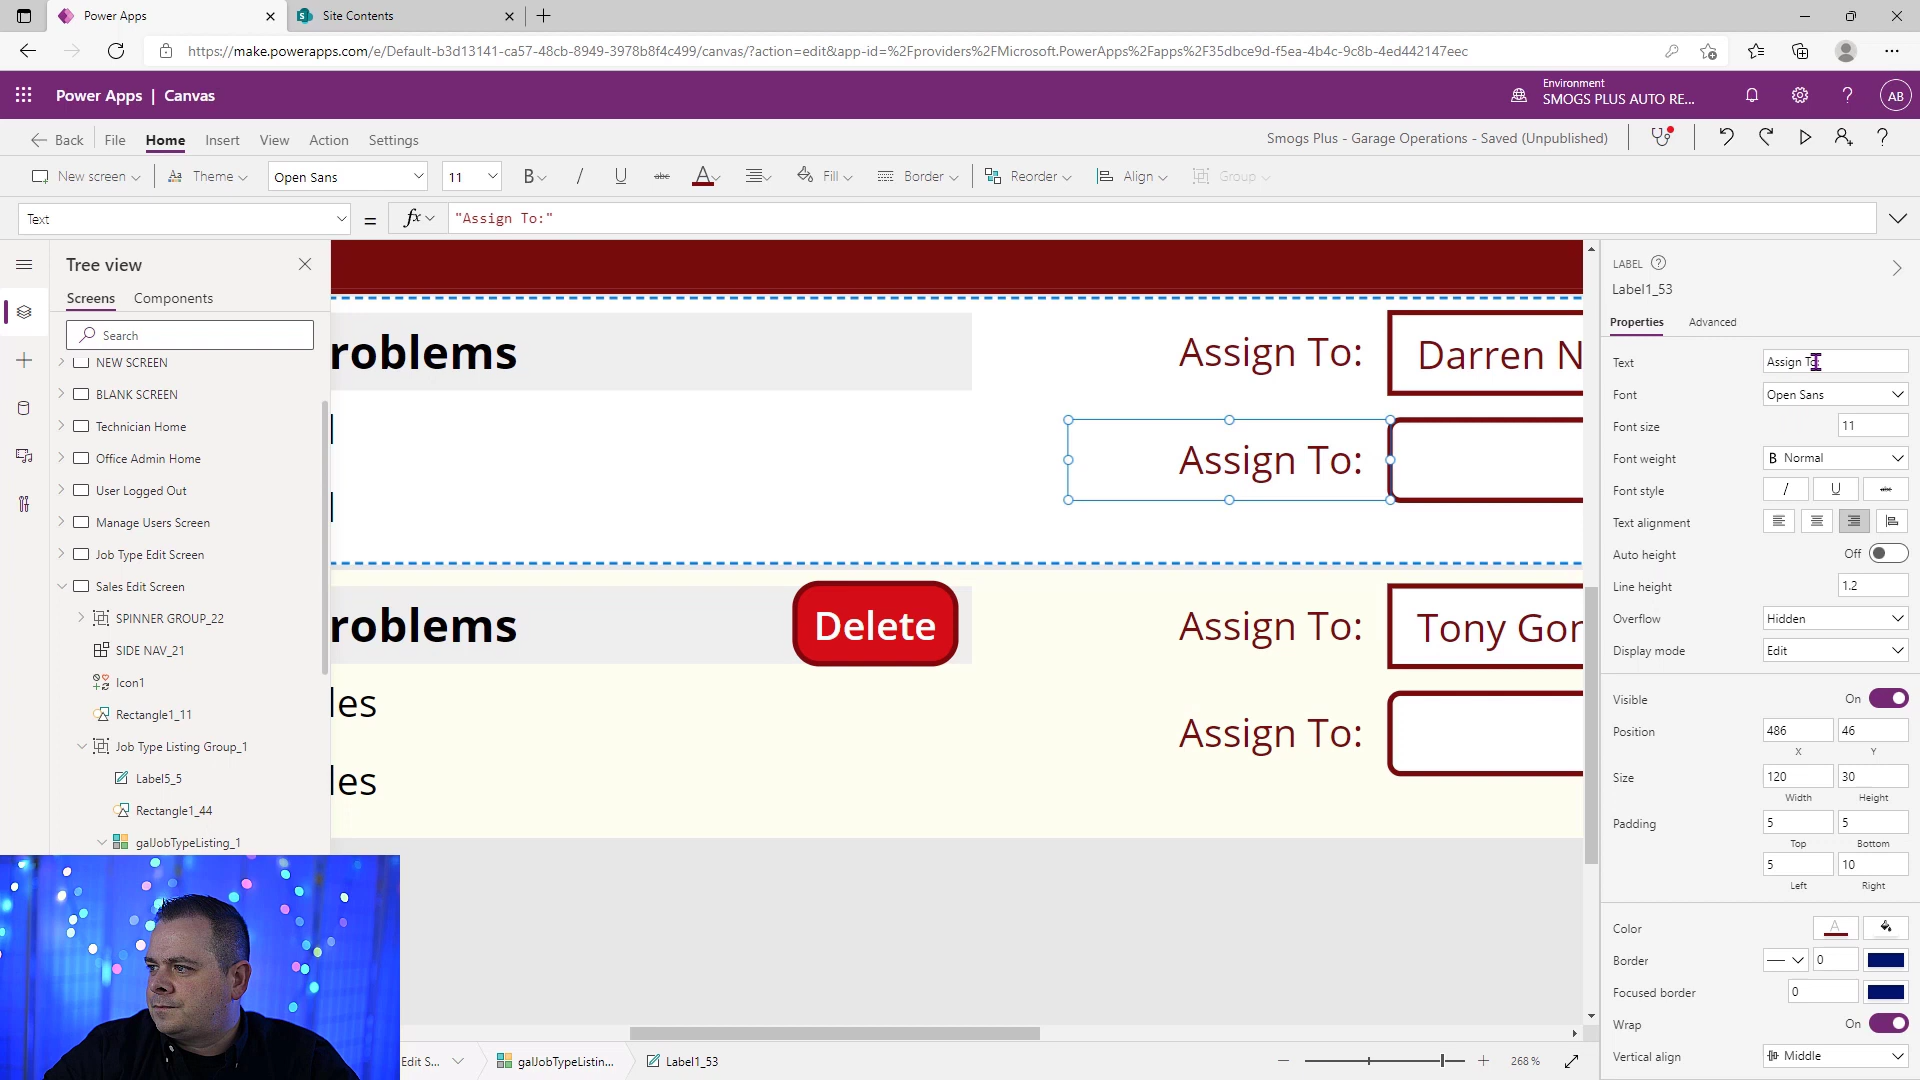 Power Apps
Site Contents
https://make.powerapps.com/e/Default-b3d13141-ca57-48cb-8949-3978b8f4c499/canvas/?action=edit&app-id=%2Fproviders%2FMicrosoft.PowerApps%2Fapps%2F35dbce9d-f5ea-4b4c-9c8b-4ed442147eec
Power Apps | Canvas
Environment
SMOGS PLUS AUTO RE...
AB
Back File Home Insert View Action Settings
Smogs Plus - Garage Operations - Saved (Unpublished)
New screen Theme Open Sans 11 B / U abc A Fill Border Reorder Align Group
Text = fx "Assign To:"
Tree view
Screens Components
Search
NEW SCREEN
BLANK SCREEN
Technician Home
Office Admin Home
User Logged Out
Manage Users Screen
Job Type Edit Screen
Sales Edit Screen
SPINNER GROUP_22
SIDE NAV_21
Icon1
Rectangle1_11
Job Type Listing Group_1
Label5_5
Rectangle1_44
galJobTypeListing_1
roblems
Assign To:
Darren N
Assign To:
roblems
Delete
Assign To:
Tony Gor
les
Assign To:
les
LABEL
Label1_53
Properties Advanced
Text Assign To:
Font Open Sans
Font size 11
Font weight B Normal
Font style / U abc
Text alignment
Auto height Off
Line height 1.2
Overflow Hidden
Display mode Edit
Visible On
Position 486 46
X Y
Size 120 30
Width Height
Padding 5 5
Top Bottom
5 10
Left Right
Color A
Border 0
Focused border 0
Wrap On
Vertical align Middle
Edit S... galJobTypeListin... Label1_53
268 %